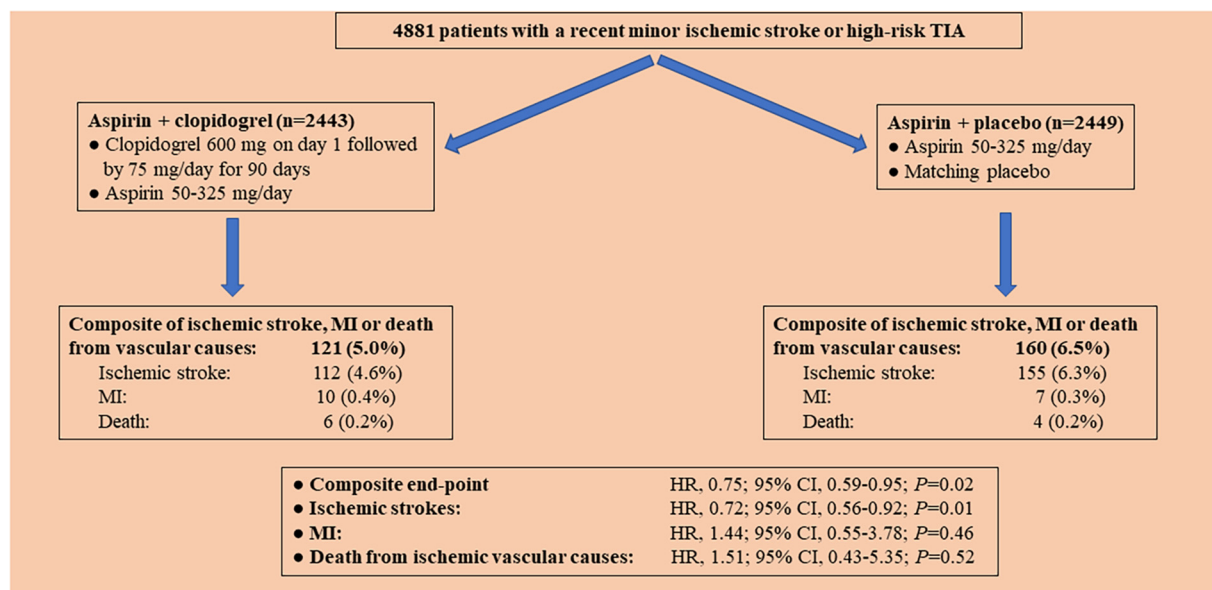 4881 patients with a recent minor ischemic stroke or high-risk TIA
Aspirin + clopidogrel (n=2443)
● Clopidogrel 600 mg on day 1 followed
by 75 mg/day for 90 days
● Aspirin 50-325 mg/day
Aspirin + placebo (n=2449)
● Aspirin 50-325 mg/day
● Matching placebo
Composite of ischemic stroke, MI or death
from vascular causes: 121 (5.0%)
Ischemic stroke: 112 (4.6%)
MI: 10 (0.4%)
Death: 6 (0.2%)
Composite of ischemic stroke, MI or death
from vascular causes: 160 (6.5%)
Ischemic stroke: 155 (6.3%)
MI: 7 (0.3%)
Death: 4 (0.2%)
● Composite end-point HR, 0.75; 95% CI, 0.59-0.95; P=0.02
● Ischemic strokes: HR, 0.72; 95% CI, 0.56-0.92; P=0.01
● MI: HR, 1.44; 95% CI, 0.55-3.78; P=0.46
● Death from ischemic vascular causes: HR, 1.51; 95% CI, 0.43-5.35; P=0.52